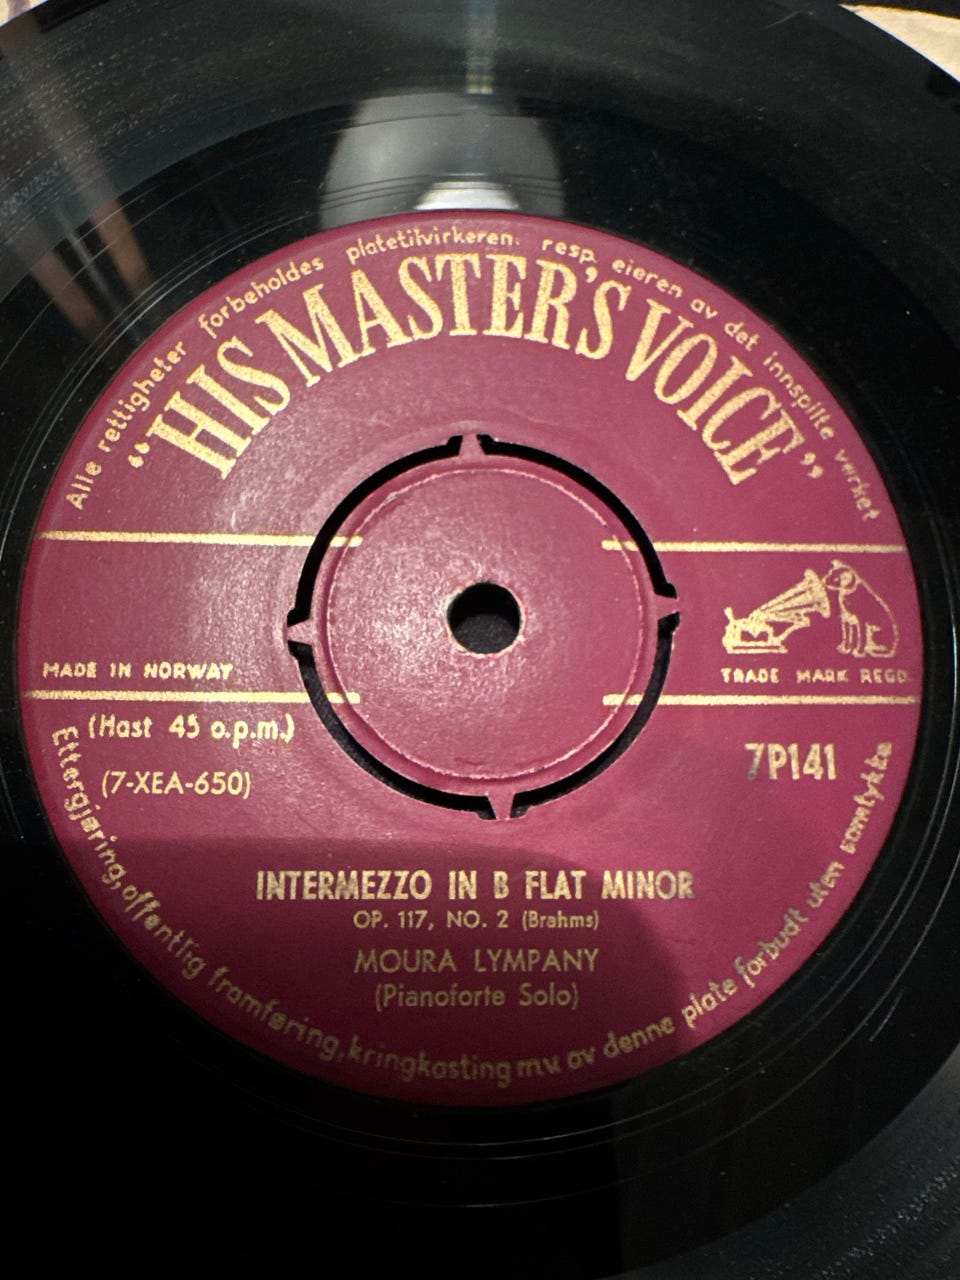 Alle rettigheter forbeholdes platetilvirkeren. resp. eieren av det innspilte verket
“HIS MASTER'S VOICE”
MADE IN NORWAY
TRADE MARK REGD.
(Hast 45 o.p.m.)
(7-XEA-650)
7P141
INTERMEZZO IN B FLAT MINOR
OP. 117, NO. 2 (Brahms)
MOURA LYMPANY
(Pianoforte Solo)
Ettergjøring, offentlig framføring, kringkasting m.v. av denne plate forbudt uten samtykke